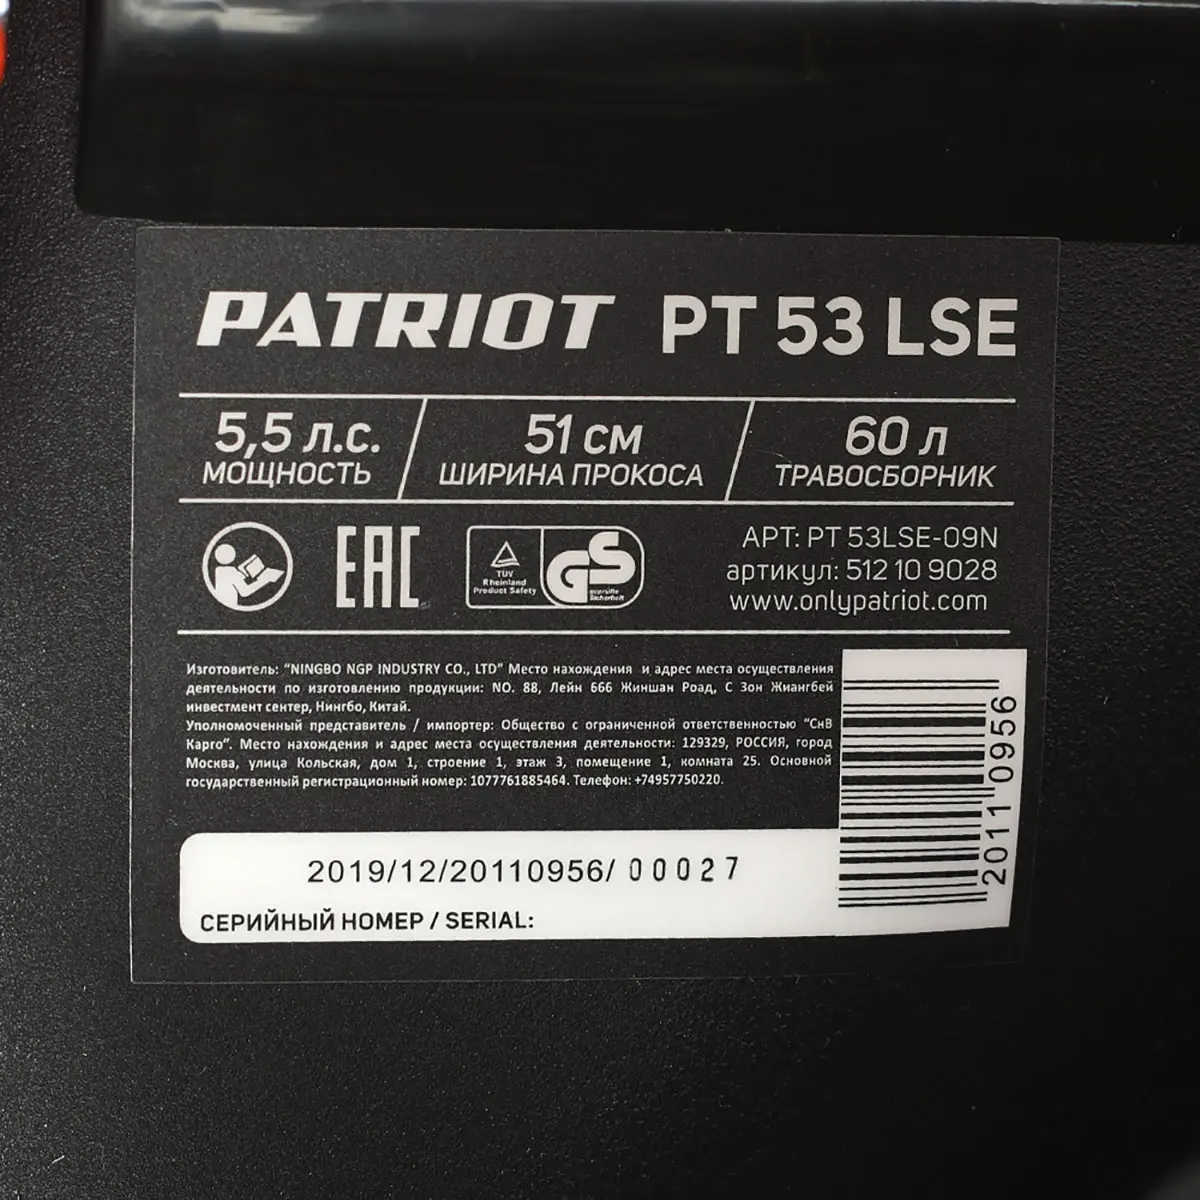 PATRIOT PT 53 LSE
5,5 л.с. 51 см 60 л
МОЩНОСТЬ ШИРИНА ПРОКОСА ТРАВОСБОРНИК
EAC
TÜV
Rheinland
Product Safety
GS
geprüfte
Sicherheit
АРТ: PT 53LSE-09N
артикул: 512 10 9028
www.onlypatriot.com
Изготовитель: "NINGBO NGP INDUSTRY CO., LTD" Место нахождения и адрес места осуществления
деятельности по изготовлению продукции: NO. 88, Лейн 666 Жиншан Роад, С Зон Жиангбей
инвестмент сентер, Нингбо, Китай.
Уполномоченный представитель / импортер: Общество с ограниченной ответственностью "СнВ
Карго". Место нахождения и адрес места осуществления деятельности: 129329, РОССИЯ, город
Москва, улица Кольская, дом 1, строение 1, этаж 3, помещение 1, комната 25. Основной
государственный регистрационный номер: 1077761885464. Телефон: +74957750220.
2011 0956
2019/12/20110956/ 00027
СЕРИЙНЫЙ НОМЕР / SERIAL: